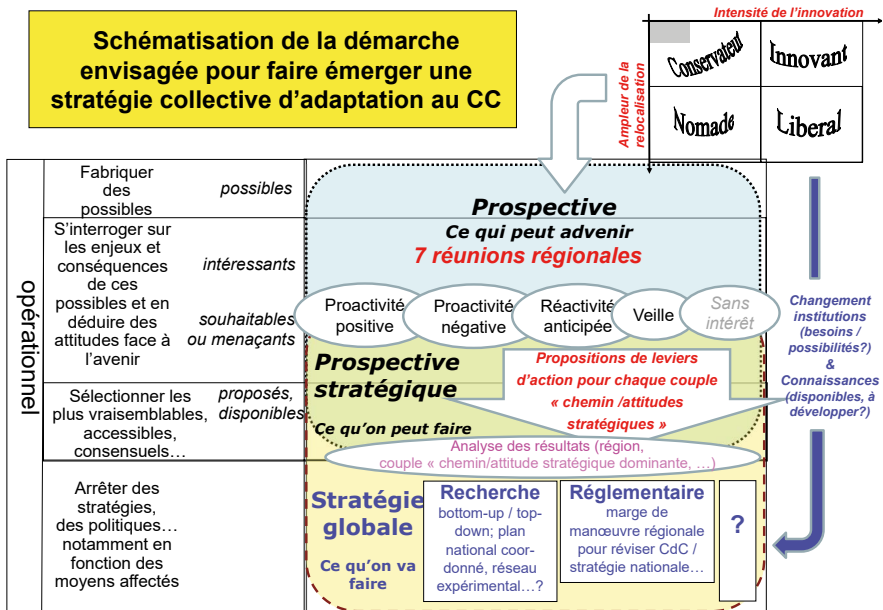 Schématisation de la démarche
envisagée pour faire émerger une
stratégie collective d'adaptation au CC
Intensité de l'innovation
Ampleur de la
relocalisation
Conservateur
Innovant
Nomade
Liberal
opérationnel
Fabriquer
des
possibles
possibles
S'interroger sur
les enjeux et
conséquences
de ces
possibles et en
déduire des
attitudes face à
l'avenir
intéressants
souhaitables
ou menaçants
Sélectionner les
plus vraisemblables,
accessibles,
consensuels…
proposés,
disponibles
Arrêter des
stratégies,
des politiques…
notamment en
fonction des
moyens affectés
Prospective
Ce qui peut advenir
7 réunions régionales
Proactivité
positive
Proactivité
négative
Réactivité
anticipée
Veille
Sans
intérêt
Prospective
stratégique
Ce qu'on peut faire
Propositions de leviers
d'action pour chaque couple
« chemin /attitudes
stratégiques »
Analyse des résultats (région,
couple « chemin/attitude stratégique dominante, …)
Stratégie
globale
Ce qu'on va
faire
Recherche
bottom-up / top-
down; plan
national coor-
donné, réseau
expérimental…?
Réglementaire
marge de
manœuvre régionale
pour réviser CdC /
stratégie nationale…
?
Changement
institutions
(besoins /
possibilités?)
&
Connaissances
(disponibles, à
développer?)